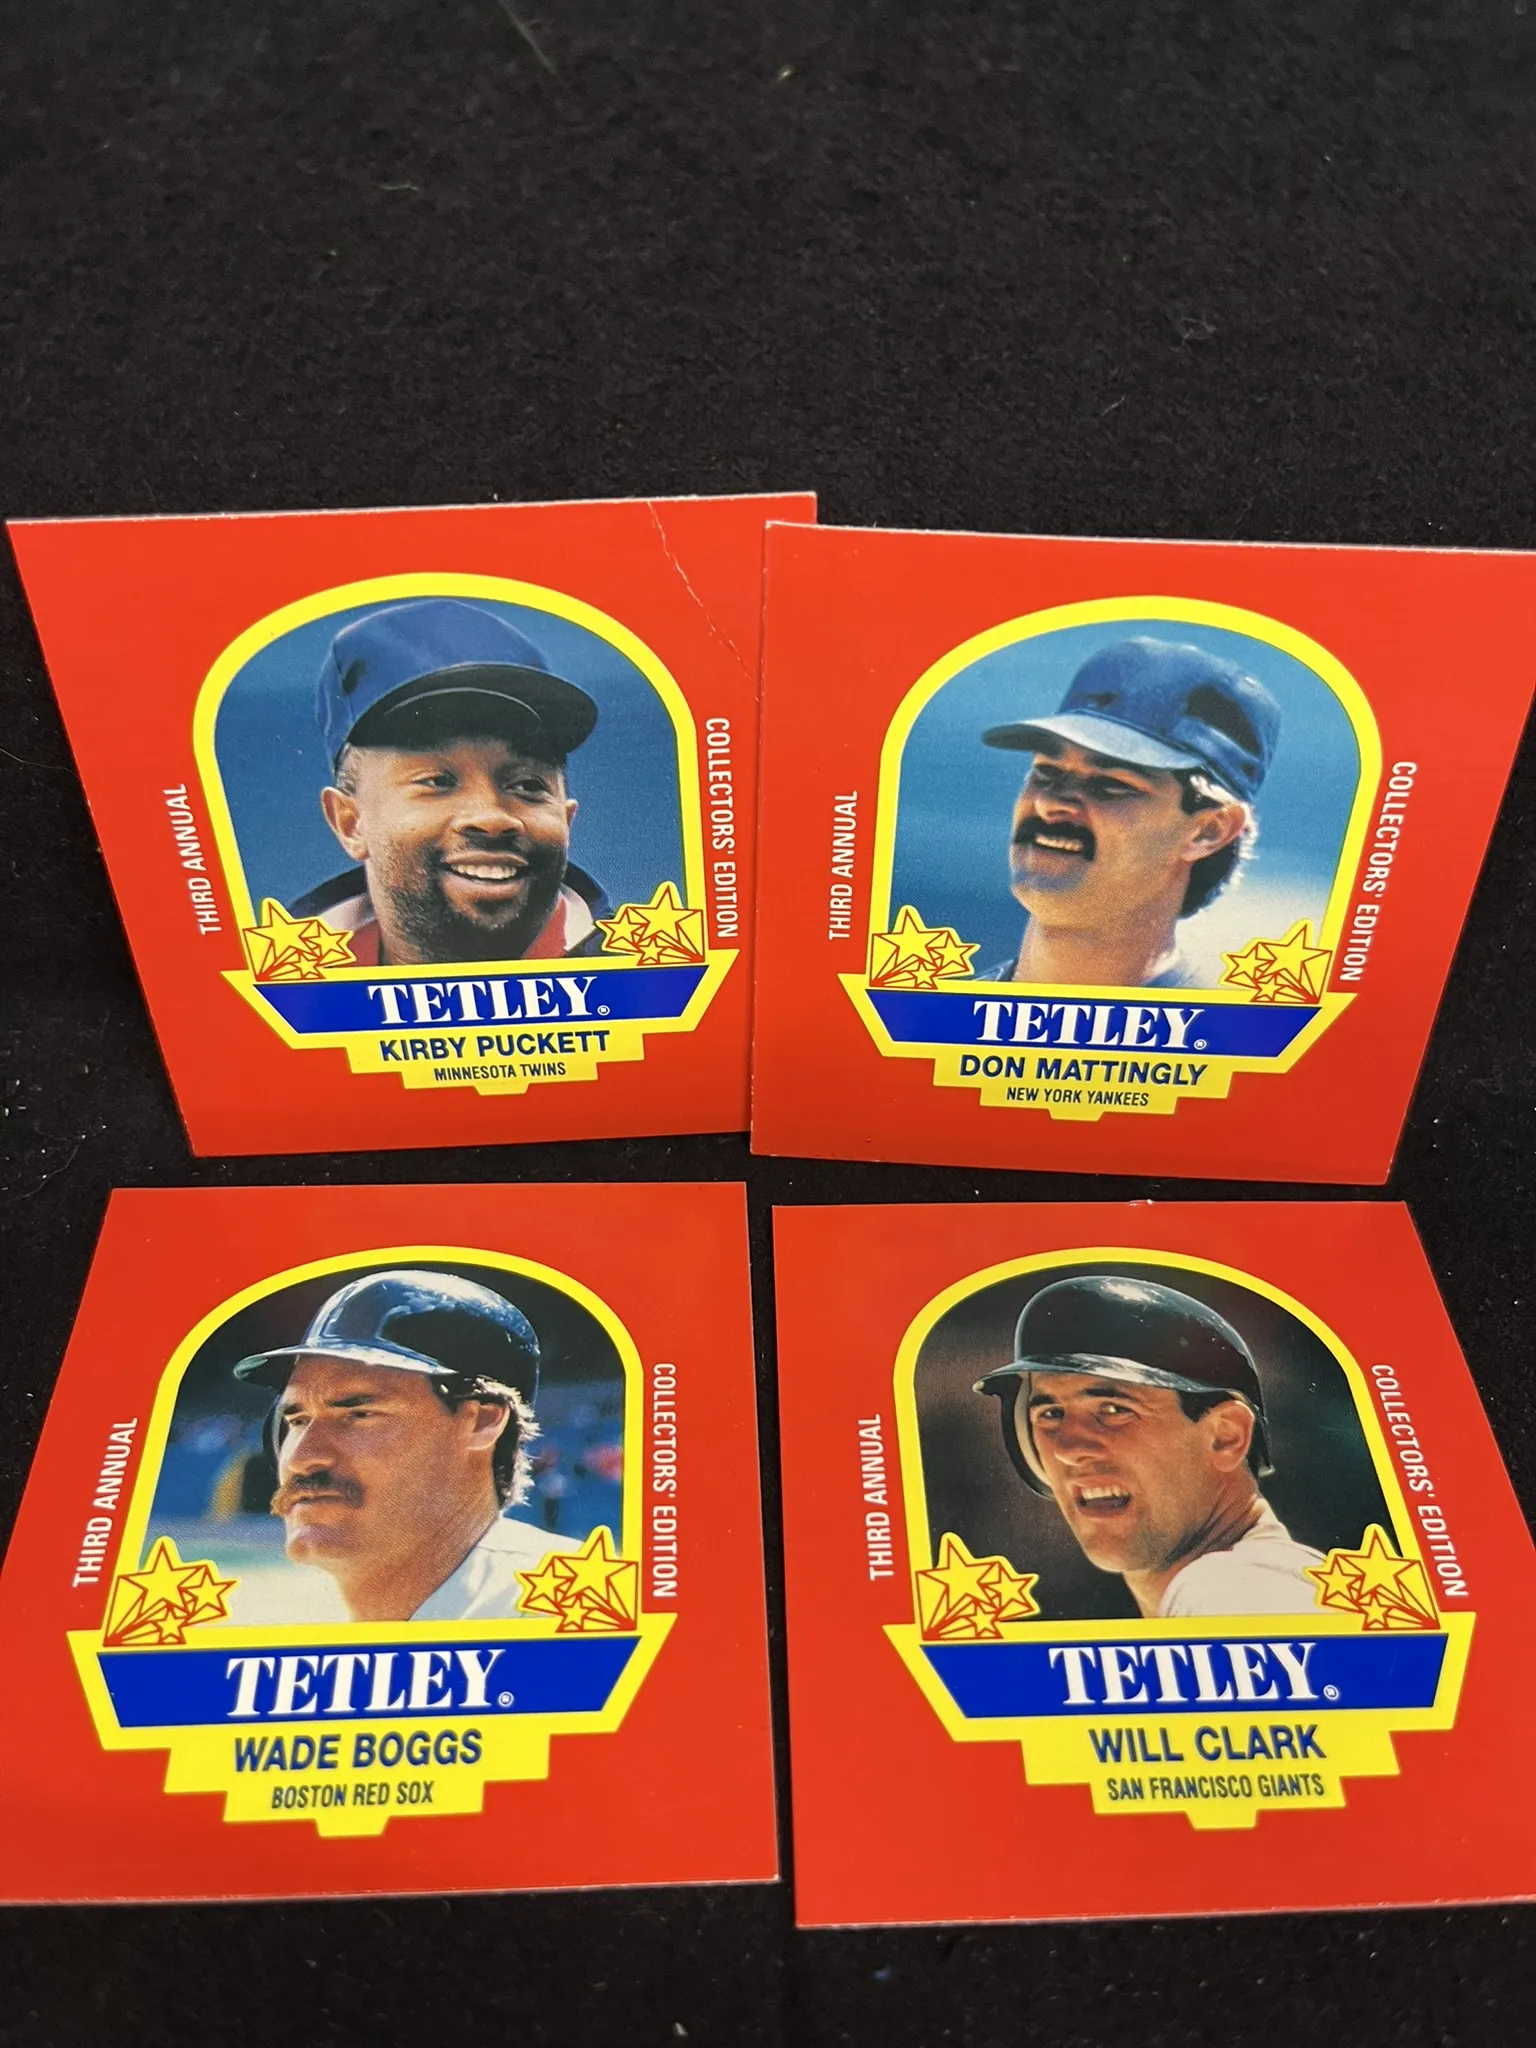 THIRD ANNUAL
COLLECTORS' EDITION
TETLEY®
KIRBY PUCKETT
MINNESOTA TWINS
THIRD ANNUAL
COLLECTORS' EDITION
TETLEY®
DON MATTINGLY
NEW YORK YANKEES
THIRD ANNUAL
COLLECTORS' EDITION
TETLEY®
WADE BOGGS
BOSTON RED SOX
THIRD ANNUAL
COLLECTORS' EDITION
TETLEY®
WILL CLARK
SAN FRANCISCO GIANTS